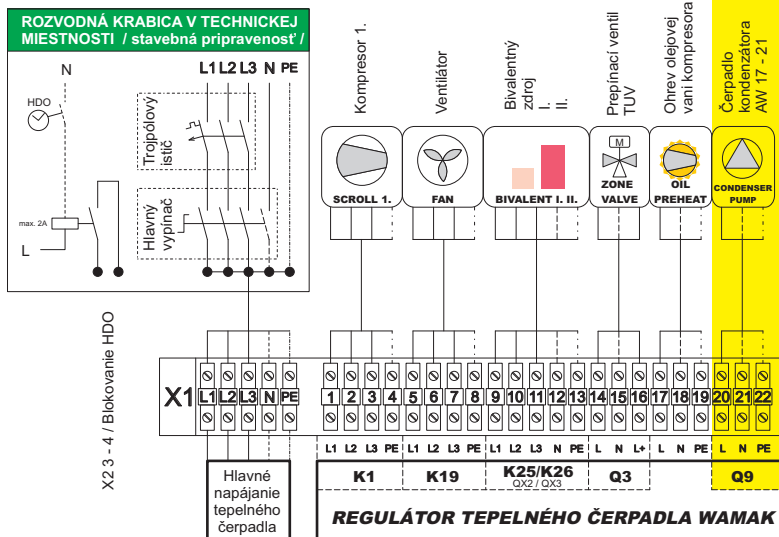 ROZVODNÁ KRABICA V TECHNICKEJ
MIESTNOSTI / stavebná pripravenosť /
N
L1 L2 L3 N PE
HDO
Trojpólový
istič
Hlavný
vypínač
max. 2A
L
X2 3 - 4 / Blokovanie HDO
Kompresor 1.
Ventilátor
Bivalentný
zdroj
I. II.
Prepínací ventil
TUV
Ohrev olejovej
vani kompresora
Čerpadlo
kondenzátora
AW 17 - 21
SCROLL 1.
FAN
BIVALENT I. II.
M
ZONE
VALVE
OIL
PREHEAT
CONDENSER
PUMP
X1 L1 L2 L3 N PE 1 2 3 4 5 6 7 8 9 10 11 12 13 14 15 16 17 18 19 20 21 22
L1 L2 L3 PE L1 L2 L3 PE L1 L2 L3 N PE L N L+ L N PE L N PE
K1 K19 K25/K26 Q3 Q9
QX2 / QX3
Hlavné
napájanie
tepelného
čerpadla
REGULÁTOR TEPELNÉHO ČERPADLA WAMAK